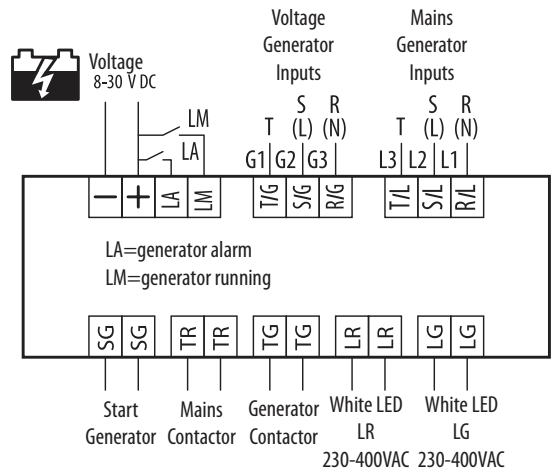 Voltage
8-30 V DC
LM
LA
Voltage
Generator
Inputs
T S (L) R (N)
G1 G2 G3
Mains
Generator
Inputs
T S (L) R (N)
L3 L2 L1
− + LA LM
T/G S/G R/G
T/L S/L R/L
LA=generator alarm
LM=generator running
SG SG TR TR TG TG LR LR LG LG
Start
Generator
Mains
Contactor
Generator
Contactor
White LED
LR
230-400VAC
White LED
LG
230-400VAC